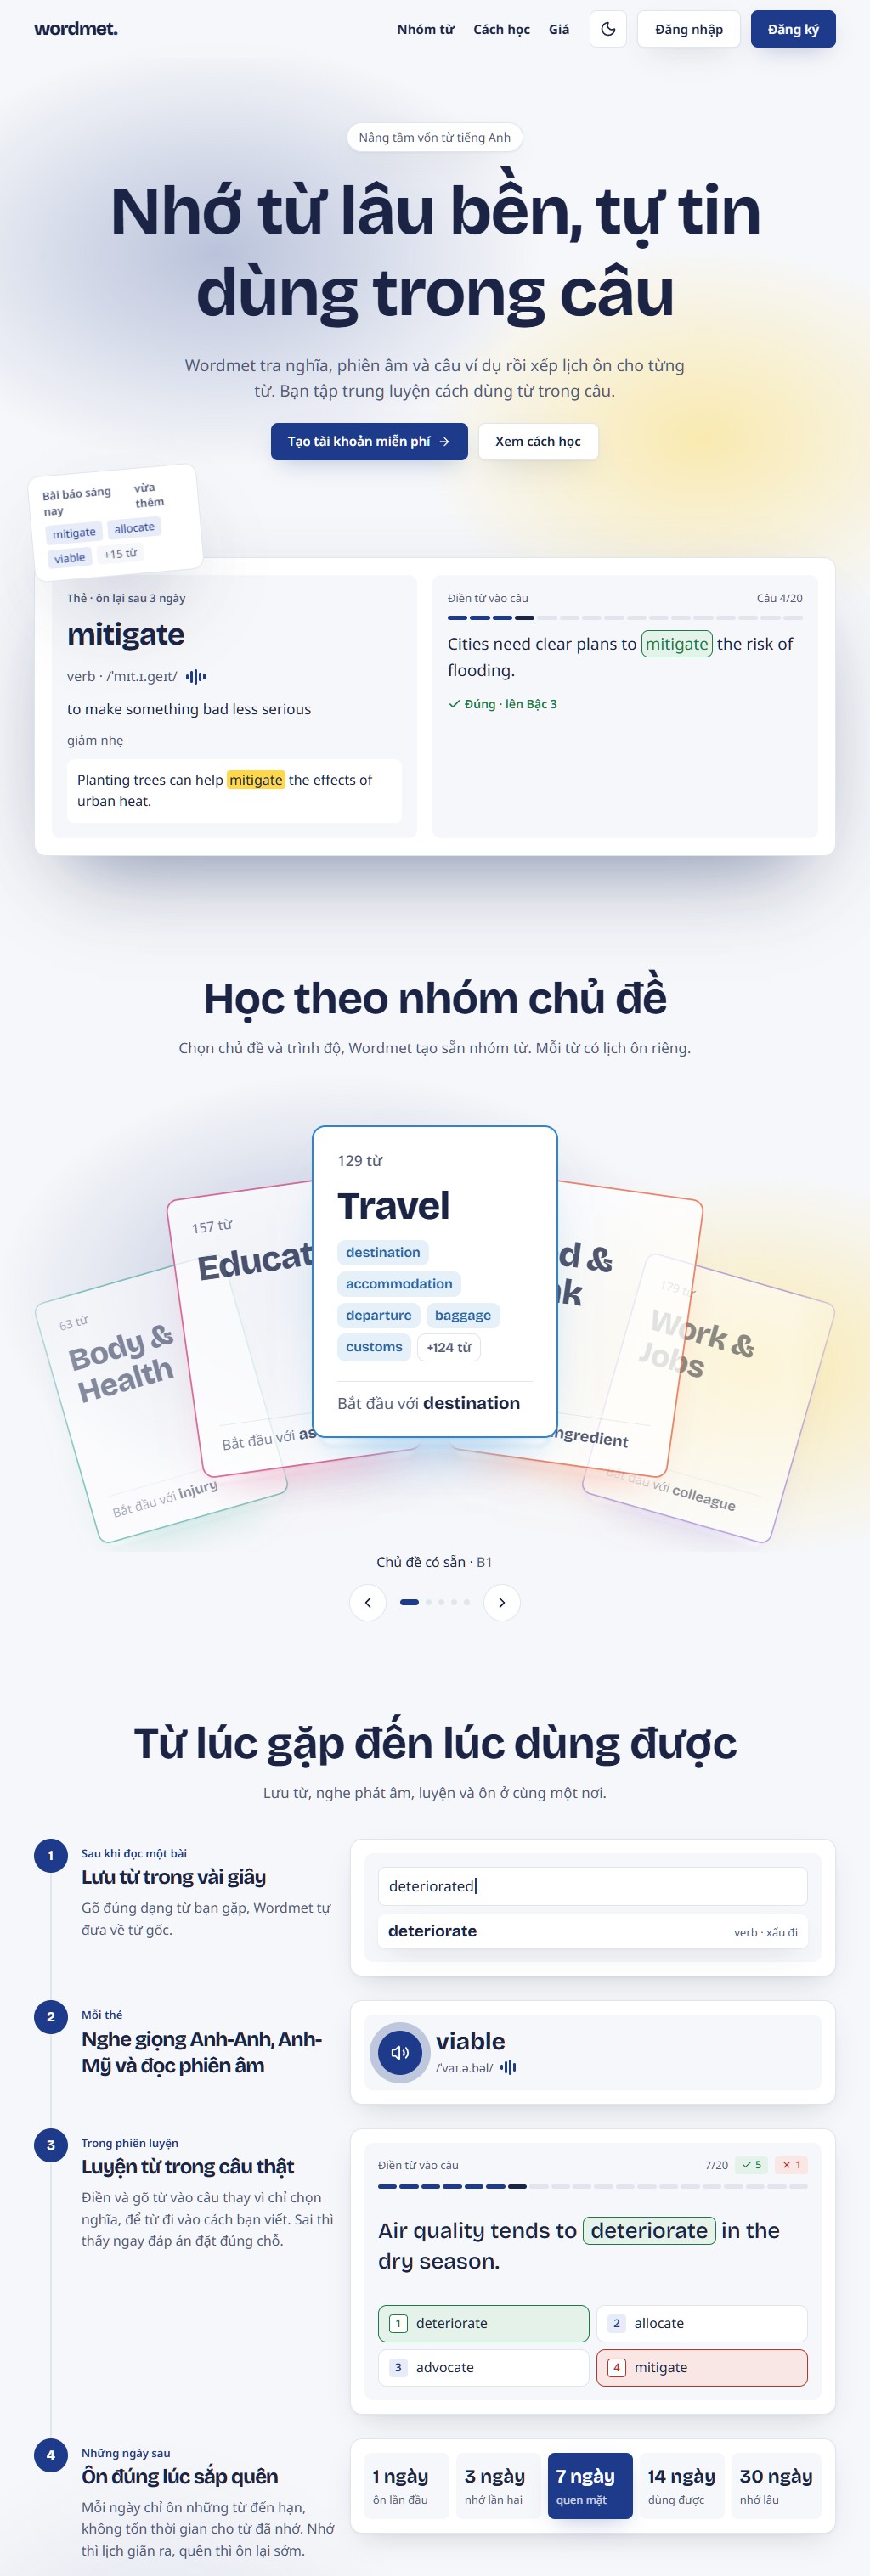 wordmet.
Nhóm từ
Cách học
Giá
Đăng nhập
Đăng ký
Nâng tầm vốn từ tiếng Anh
Nhớ từ lâu bền, tự tin
dùng trong câu
Wordmet tra nghĩa, phiên âm và câu ví dụ rồi xếp lịch ôn cho từng
từ. Bạn tập trung luyện cách dùng từ trong câu.
Tạo tài khoản miễn phí
Xem cách học
Bài báo sáng
nay
vừa
thêm
mitigate
allocate
viable
+15 từ
Thẻ · ôn lại sau 3 ngày
mitigate
verb · /ˈmɪt.ɪ.ɡeɪt/
to make something bad less serious
giảm nhẹ
Planting trees can help mitigate the effects of
urban heat.
Điền từ vào câu
Câu 4/20
Cities need clear plans to mitigate the risk of
flooding.
Đúng · lên Bậc 3
Học theo nhóm chủ đề
Chọn chủ đề và trình độ, Wordmet tạo sẵn nhóm từ. Mỗi từ có lịch ôn riêng.
63 từ
Body &
Health
Bắt đầu với injury
157 từ
Educat
Bắt đầu với as
129 từ
Travel
destination
accommodation
departure
baggage
customs
+124 từ
Bắt đầu với destination
d &
k
ngredient
179 từ
Work &
Jobs
Bắt đầu với colleague
Chủ đề có sẵn · B1
Từ lúc gặp đến lúc dùng được
Lưu từ, nghe phát âm, luyện và ôn ở cùng một nơi.
1
Sau khi đọc một bài
Lưu từ trong vài giây
Gõ đúng dạng từ bạn gặp, Wordmet tự
đưa về từ gốc.
deteriorated
deteriorate
verb · xấu đi
2
Mỗi thẻ
Nghe giọng Anh-Anh, Anh-
Mỹ và đọc phiên âm
viable
/ˈvaɪ.ə.bəl/
3
Trong phiên luyện
Luyện từ trong câu thật
Điền và gõ từ vào câu thay vì chỉ chọn
nghĩa, để từ đi vào cách bạn viết. Sai thì
thấy ngay đáp án đặt đúng chỗ.
Điền từ vào câu
7/20
5
1
Air quality tends to deteriorate in the
dry season.
1 deteriorate
2 allocate
3 advocate
4 mitigate
4
Những ngày sau
Ôn đúng lúc sắp quên
Mỗi ngày chỉ ôn những từ đến hạn,
không tốn thời gian cho từ đã nhớ. Nhớ
thì lịch giãn ra, quên thì ôn lại sớm.
1 ngày
ôn lần đầu
3 ngày
nhớ lần hai
7 ngày
quen mặt
14 ngày
dùng được
30 ngày
nhớ lâu